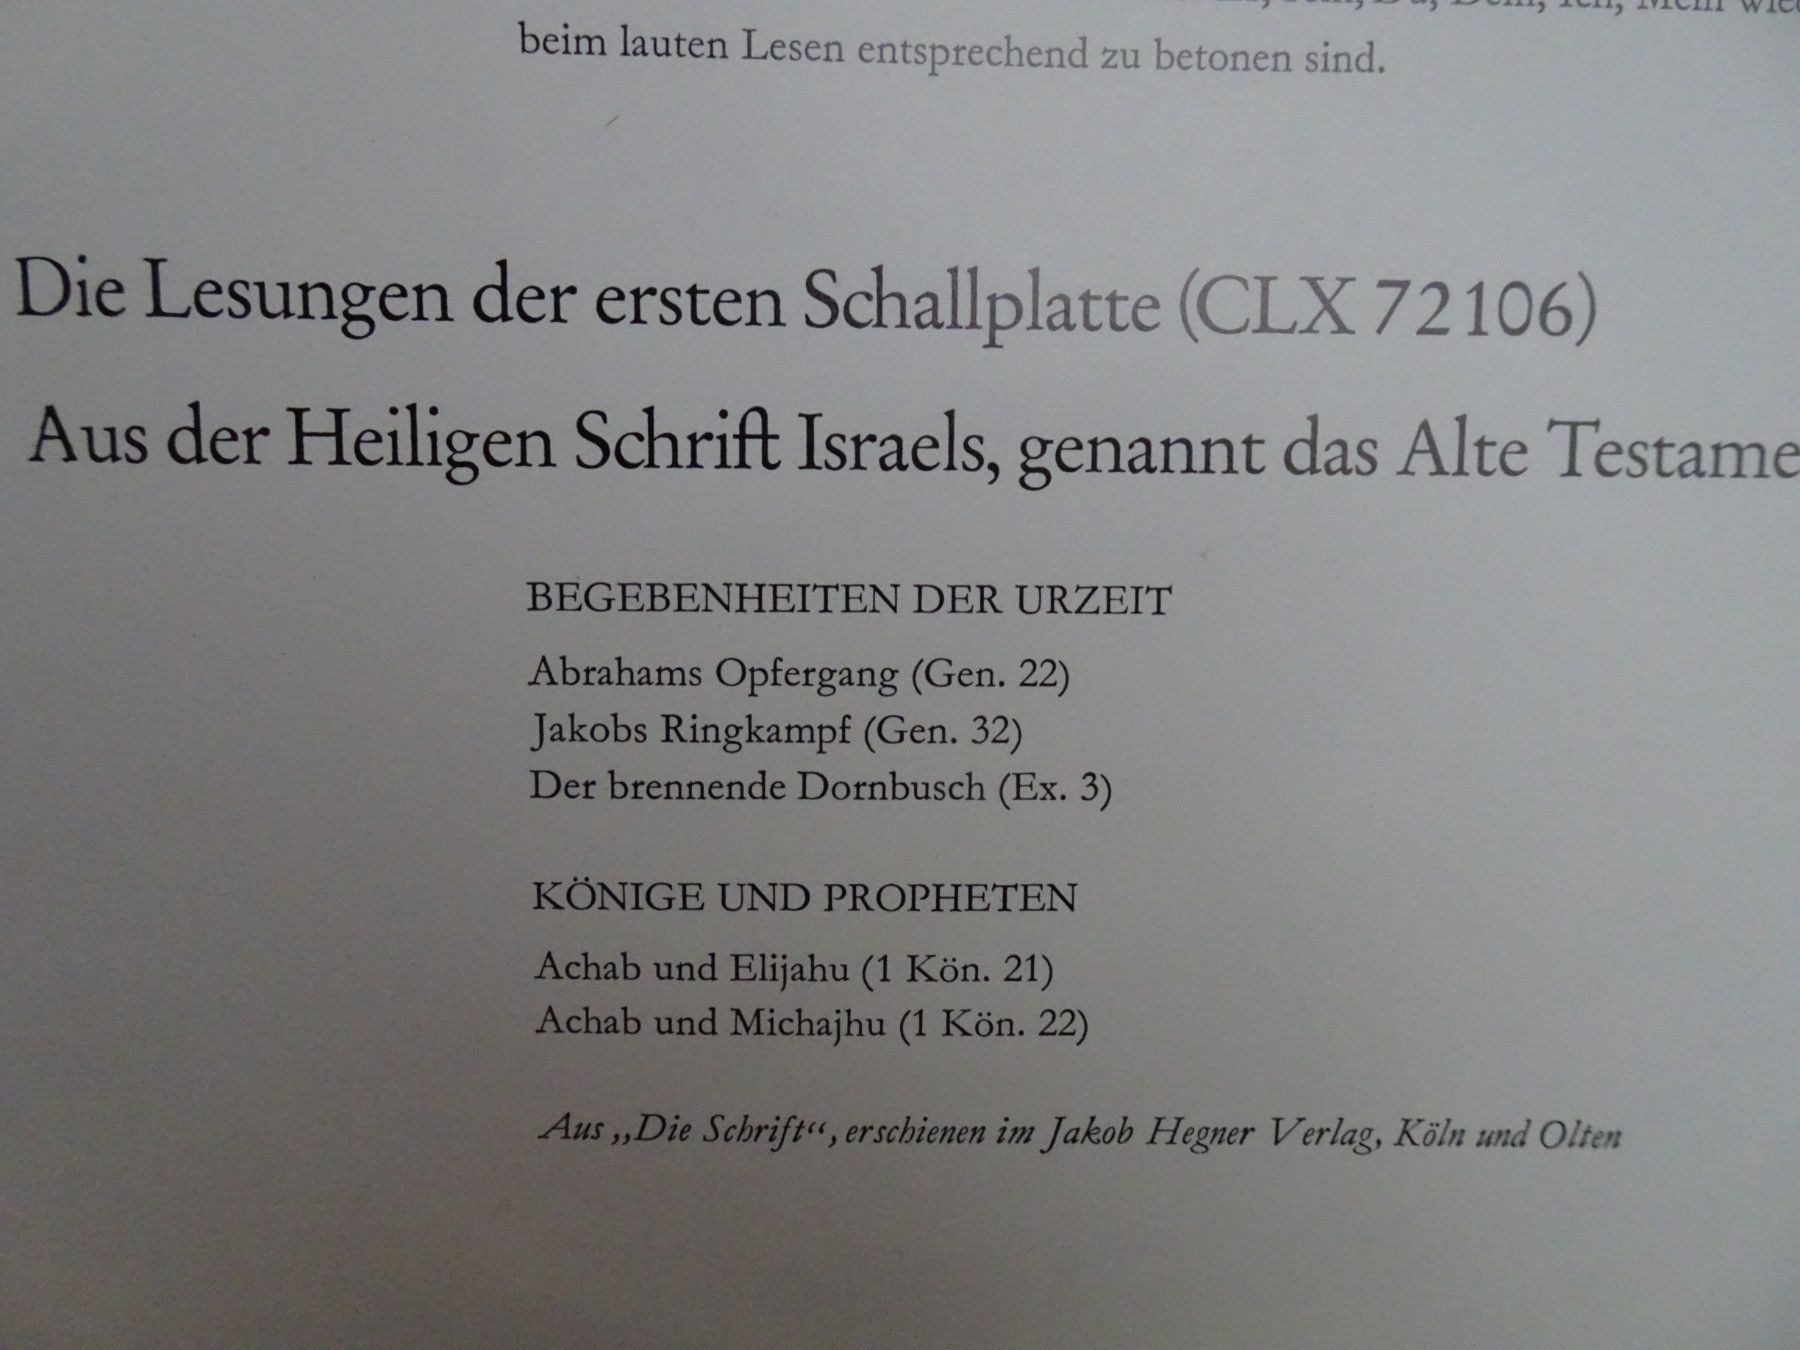 beim lauten Lesen entsprechend zu betonen sind.
Die Lesungen der ersten Schallplatte (CLX 72106)
Aus der Heiligen Schrift Israels, genannt das Alte Testame
BEGEBENHEITEN DER URZEIT
Abrahams Opfergang (Gen. 22)
Jakobs Ringkampf (Gen. 32)
Der brennende Dornbusch (Ex. 3)
KÖNIGE UND PROPHETEN
Achab und Elijahu (1 Kön. 21)
Achab und Michajhu (1 Kön. 22)
Aus „Die Schrift“, erschienen im Jakob Hegner Verlag, Köln und Olten